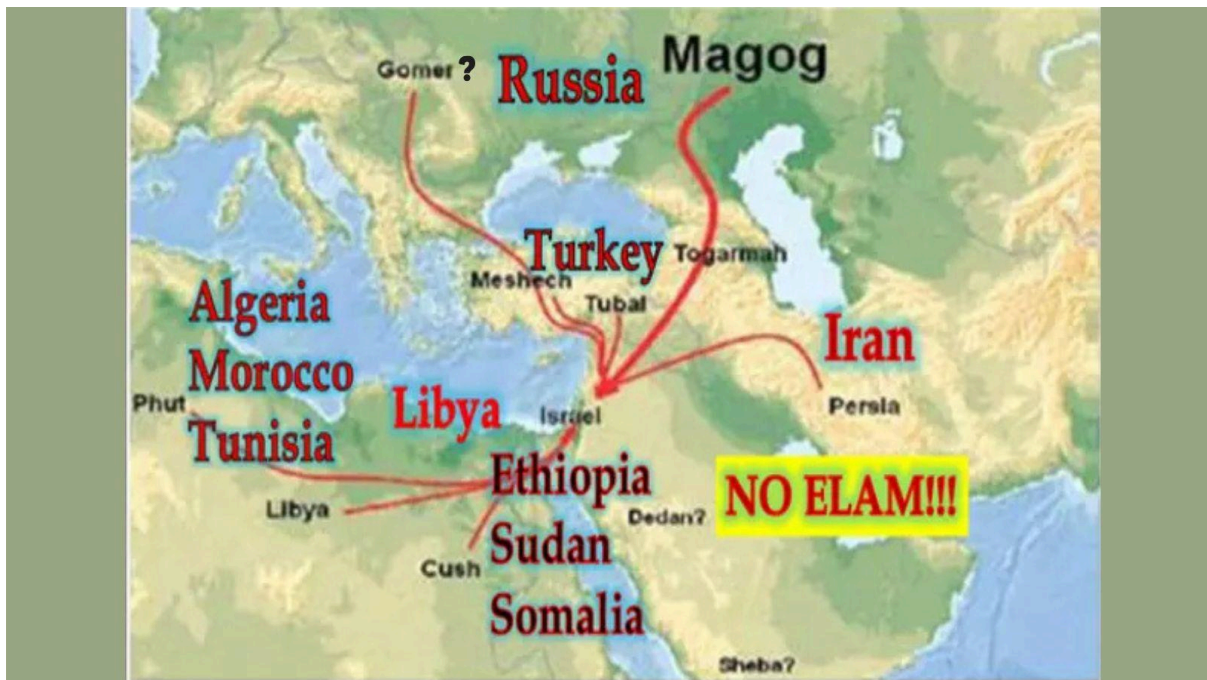 Magog
Gomer ?
Russia
Turkey
Togarmah
Meshech
Tubal
Algeria
Morocco
Tunisia
Iran
Phut
Libya
Israel
Persia
Ethiopia
Sudan
Somalia
NO ELAM!!!
Libya
Dedan?
Cush
Sheba?